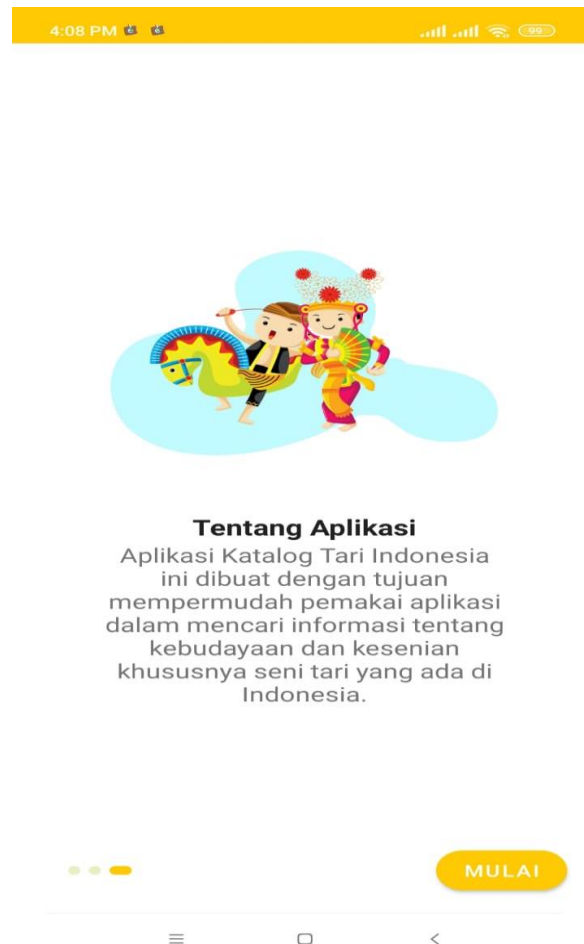 4:08 PM
99
Tentang Aplikasi
Aplikasi Katalog Tari Indonesia
ini dibuat dengan tujuan
mempermudah pemakai aplikasi
dalam mencari informasi tentang
kebudayaan dan kesenian
khususnya seni tari yang ada di
Indonesia.
MULAI